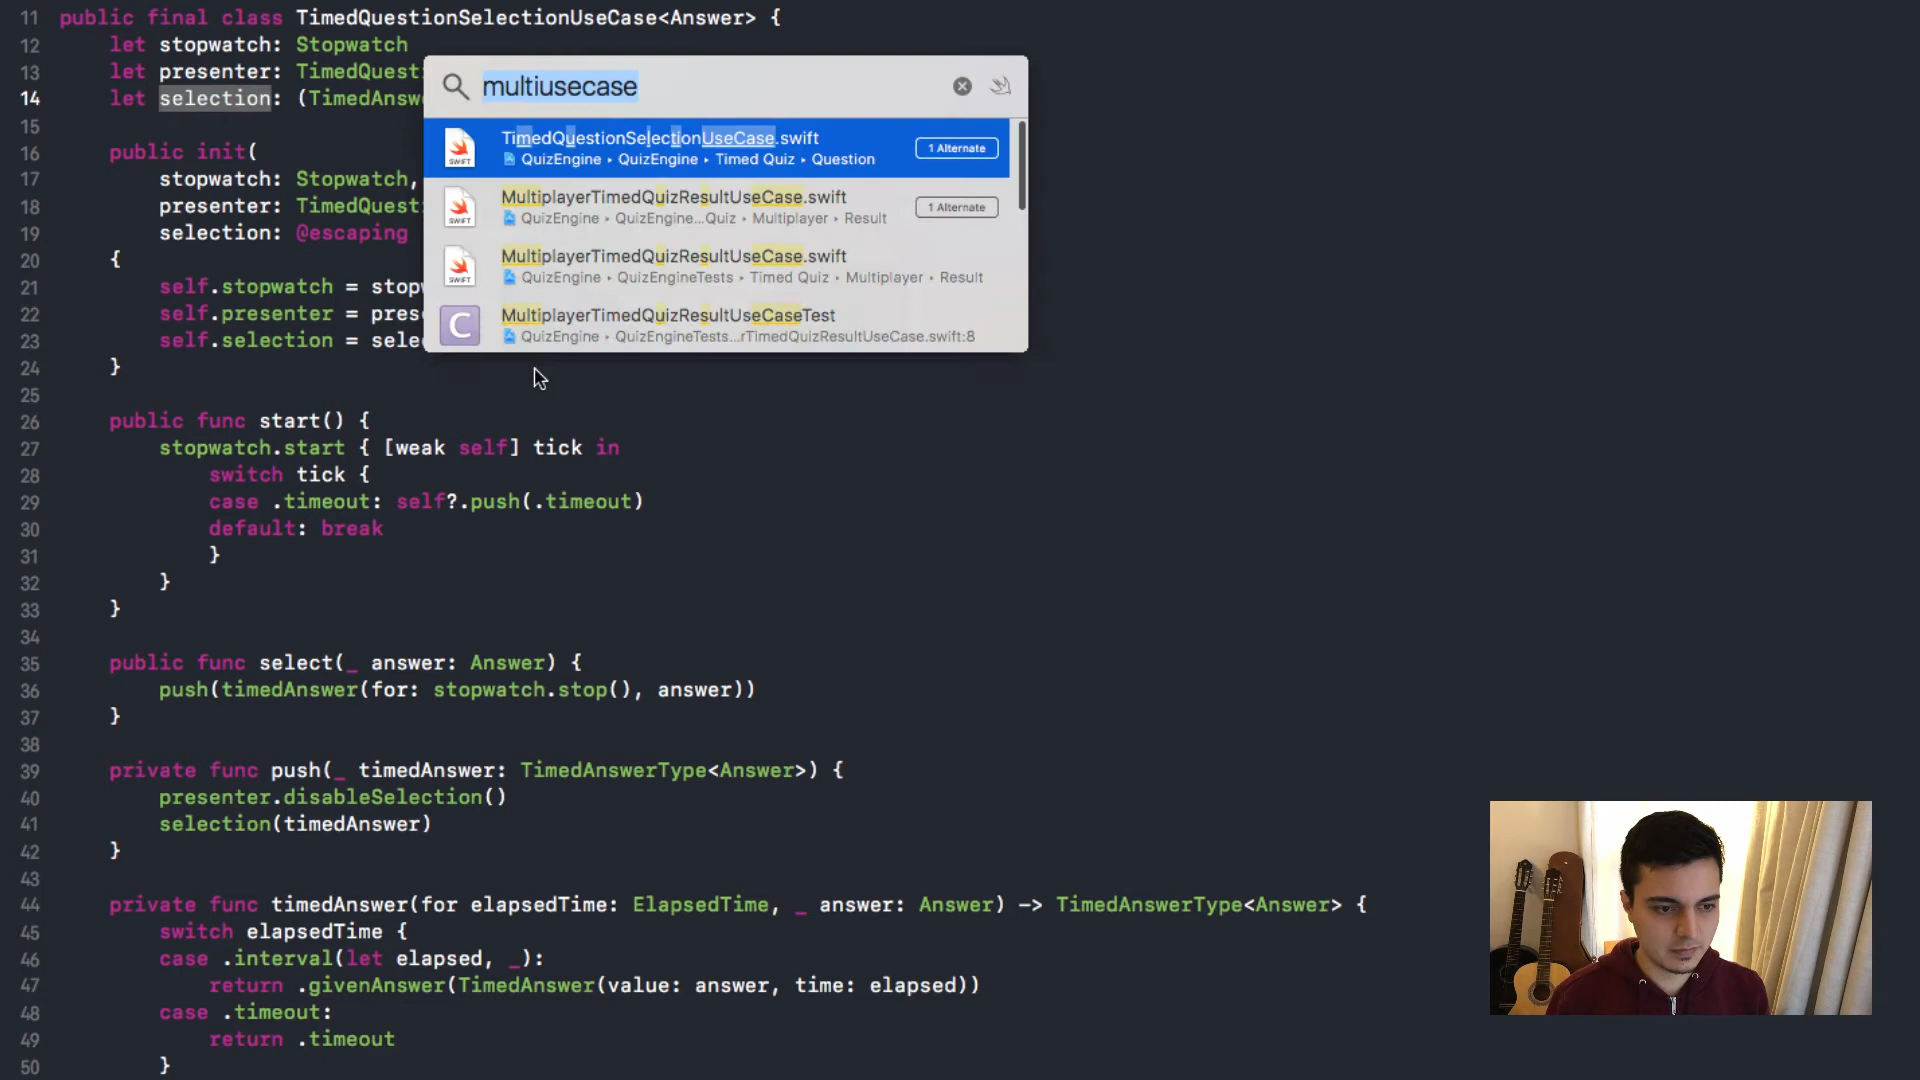 11 public final class TimedQuestionSelectionUseCase<Answer> {
12 let stopwatch: Stopwatch
13 let presenter: TimedQuest
14 let selection: (TimedAnsw
15
16 public init(
17 stopwatch: Stopwatch,
18 presenter: TimedQuest
19 selection: @escaping
20 {
21 self.stopwatch = stop
22 self.presenter = pres
23 self.selection = sele
24 }
25
26 public func start() {
27 stopwatch.start { [weak self] tick in
28 switch tick {
29 case .timeout: self?.push(.timeout)
30 default: break
31 }
32 }
33 }
34
35 public func select(_ answer: Answer) {
36 push(timedAnswer(for: stopwatch.stop(), answer))
37 }
38
39 private func push(_ timedAnswer: TimedAnswerType<Answer>) {
40 presenter.disableSelection()
41 selection(timedAnswer)
42 }
43
44 private func timedAnswer(for elapsedTime: ElapsedTime, _ answer: Answer) -> TimedAnswerType<Answer> {
45 switch elapsedTime {
46 case .interval(let elapsed, _):
47 return .givenAnswer(TimedAnswer(value: answer, time: elapsed))
48 case .timeout:
49 return .timeout
50 }
multiusecase
SWIFT
TimedQuestionSelectionUseCase.swift
QuizEngine ▸ QuizEngine ▸ Timed Quiz ▸ Question
1 Alternate
SWIFT
MultiplayerTimedQuizResultUseCase.swift
QuizEngine ▸ QuizEngine...Quiz ▸ Multiplayer ▸ Result
1 Alternate
SWIFT
MultiplayerTimedQuizResultUseCase.swift
QuizEngine ▸ QuizEngineTests ▸ Timed Quiz ▸ Multiplayer ▸ Result
C
MultiplayerTimedQuizResultUseCaseTest
QuizEngine ▸ QuizEngineTests...rTimedQuizResultUseCase.swift:8